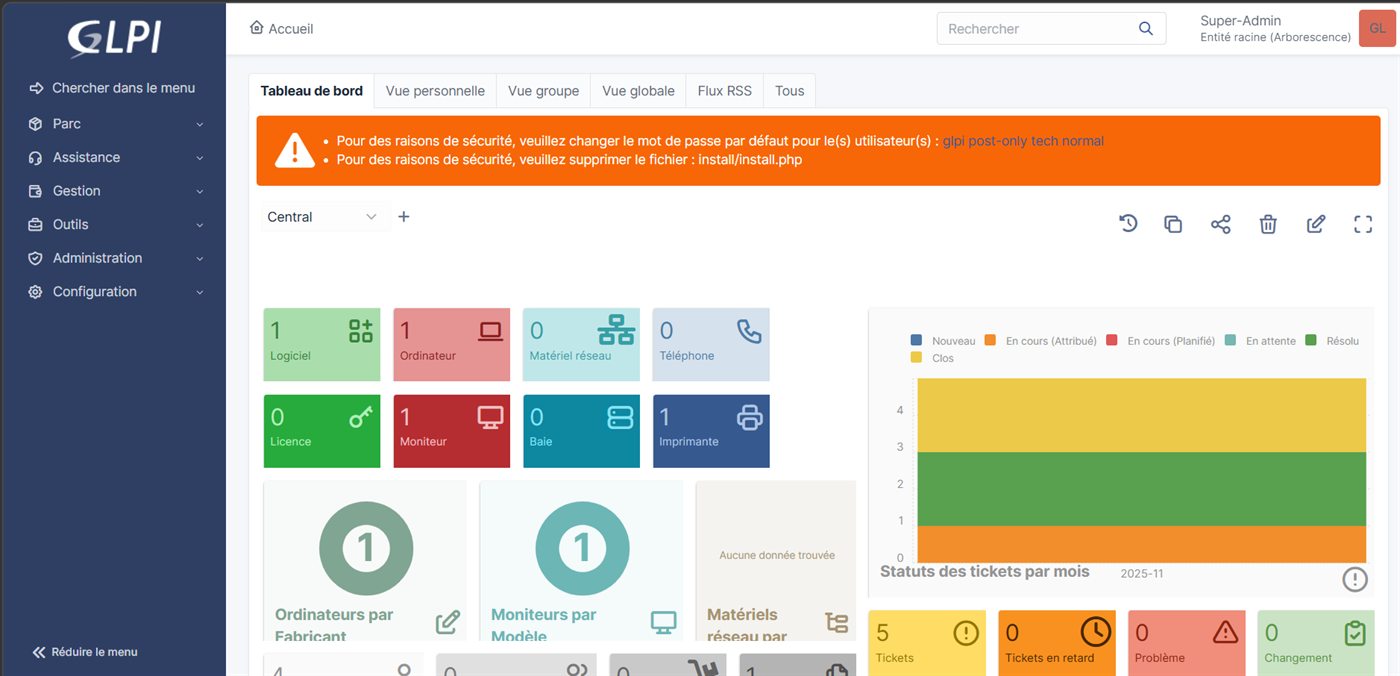 GLPI
Chercher dans le menu
Parc
Assistance
Gestion
Outils
Administration
Configuration
Réduire le menu
Accueil
Rechercher
Super-Admin
Entité racine (Arborescence)
GL
Tableau de bord
Vue personnelle
Vue groupe
Vue globale
Flux RSS
Tous
• Pour des raisons de sécurité, veuillez changer le mot de passe par défaut pour le(s) utilisateur(s) : glpi post-only tech normal
• Pour des raisons de sécurité, veuillez supprimer le fichier : install/install.php
Central
1
Logiciel
1
Ordinateur
0
Matériel réseau
0
Téléphone
0
Licence
1
Moniteur
0
Baie
1
Imprimante
1
Ordinateurs par
Fabricant
1
Moniteurs par
Modèle
Aucune donnée trouvée
Matériels
réseau par
Nouveau En cours (Attribué) En cours (Planifié) En attente Résolu
Clos
4
3
2
1
0
Statuts des tickets par mois 2025-11
5
Tickets
0
Tickets en retard
0
Problème
0
Changement